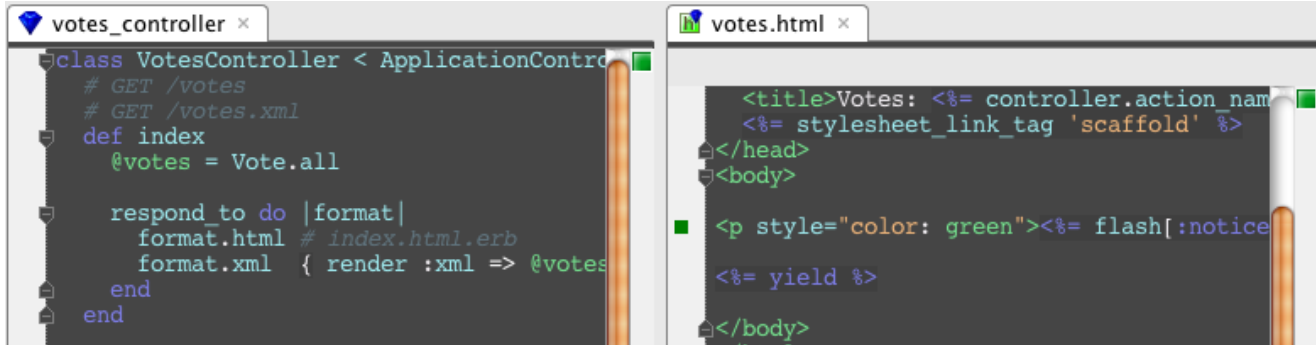 votes_controller ×
class VotesController < ApplicationContro
# GET /votes
# GET /votes.xml
def index
@votes = Vote.all
respond_to do |format|
format.html # index.html.erb
format.xml { render :xml => @votes
end
end
votes.html ×
<title>Votes: <%= controller.action_nam
<%= stylesheet_link_tag 'scaffold' %>
</head>
<body>
<p style="color: green"><%= flash[:notice
<%= yield %>
</body>